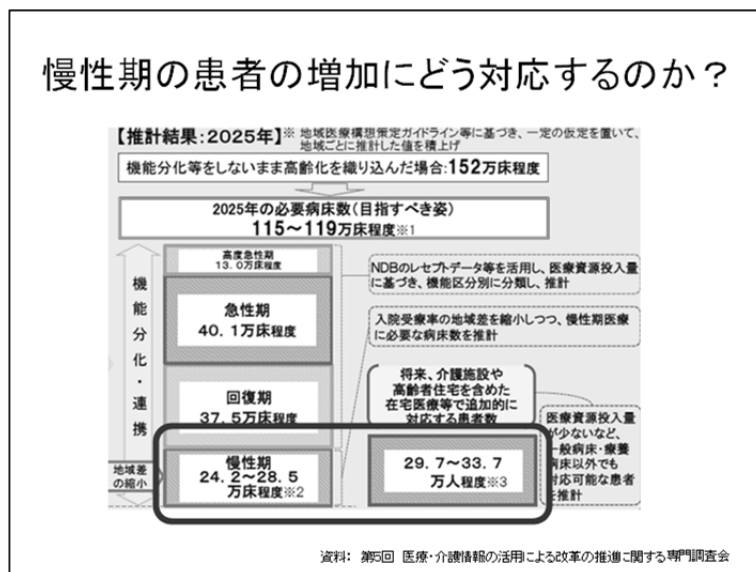 慢性期の患者の増加にどう対応するのか？
【推計結果：2025年】※ 地域医療構想策定ガイドライン等に基づき、一定の仮定を置いて、
地域ごとに推計した値を積上げ
機能分化等をしないまま高齢化を織り込んだ場合：152万床程度
2025年の必要病床数（目指すべき姿）
115～119万床程度※1
機能分化・連携
高度急性期
13.0万床程度
NDBのレセプトデータ等を活用し、医療資源投入量
に基づき、機能区分別に分類し、推計
急性期
40.1万床程度
入院受療率の地域差を縮小しつつ、慢性期医療
に必要な病床数を推計
回復期
37.5万床程度
将来、介護施設や
高齢者住宅を含めた
在宅医療等で追加的に
対応する患者数
医療資源投入量
が少ないなど、
一般病床・療養
病床以外でも
対応可能な患者
を推計
地域差
の縮小
慢性期
24.2～28.5
万床程度※2
29.7～33.7
万人程度※3
資料： 第5回 医療・介護情報の活用による改革の推進に関する専門調査会